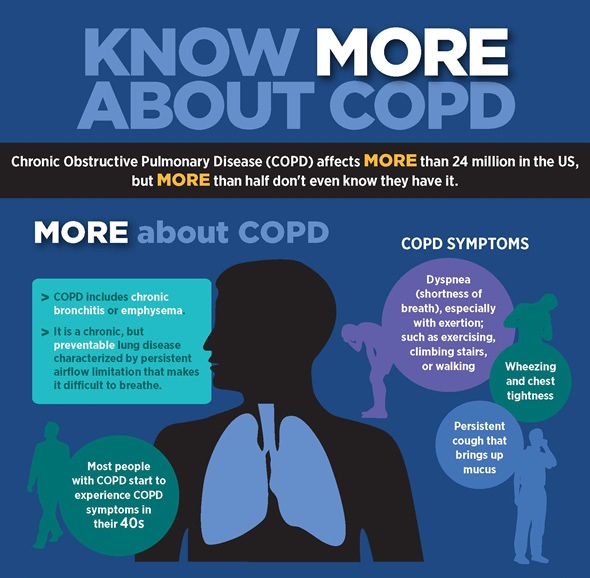 KNOW MORE
ABOUT COPD
Chronic Obstructive Pulmonary Disease (COPD) affects MORE than 24 million in the US,
but MORE than half don't even know they have it.
MORE about COPD
> COPD includes chronic
bronchitis or emphysema.
> It is a chronic, but
preventable lung disease
characterized by persistent
airflow limitation that makes
it difficult to breathe.
Most people
with COPD start to
experience COPD
symptoms in
their 40s
COPD SYMPTOMS
Dyspnea
(shortness of
breath), especially
with exertion;
such as exercising,
climbing stairs,
or walking
Wheezing
and chest
tightness
Persistent
cough that
brings up
mucus